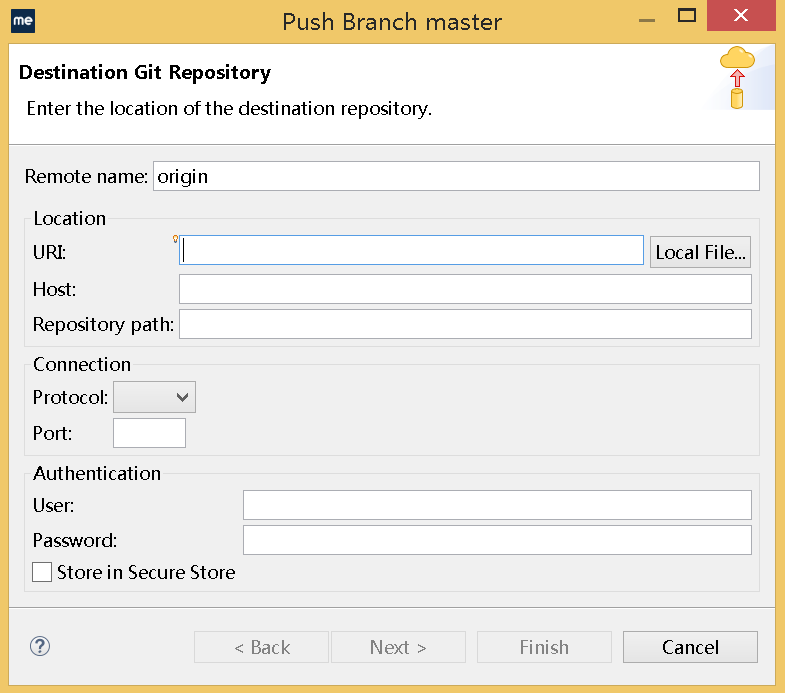 me
Push Branch master
Destination Git Repository
Enter the location of the destination repository.
Remote name: origin
Location
URI: Local File...
Host:
Repository path:
Connection
Protocol:
Port:
Authentication
User:
Password:
Store in Secure Store
? < Back Next > Finish Cancel